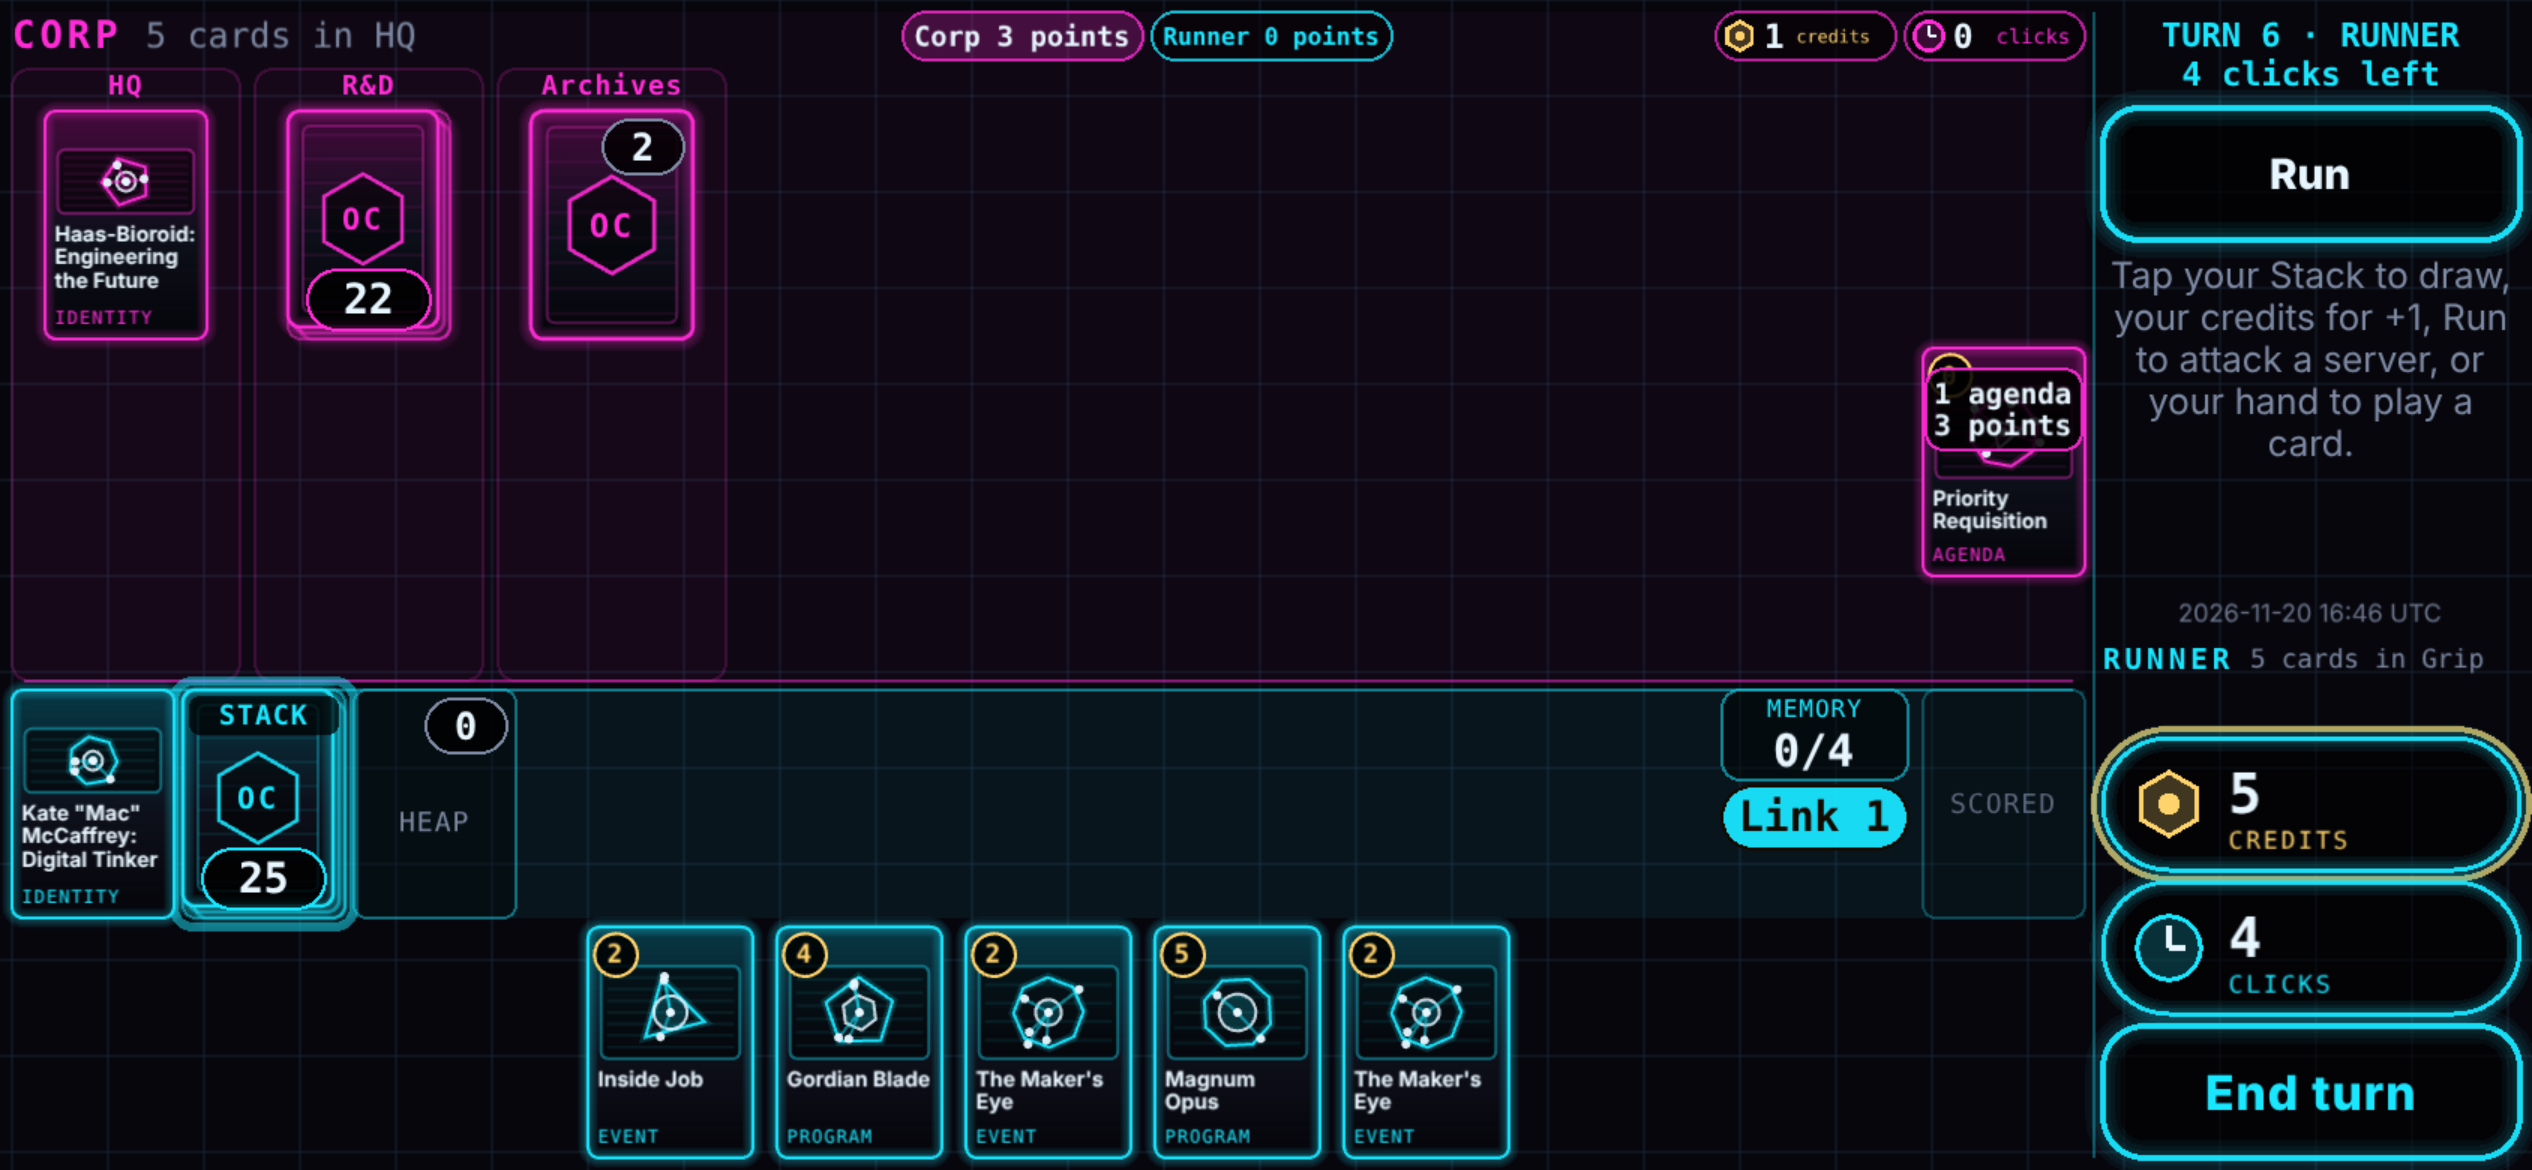 CORP 5 cards in HQ
Corp 3 points
Runner 0 points
1 credits
0 clicks
HQ
R&D
Archives
Haas-Bioroid:
Engineering
the Future
IDENTITY
OC
22
2
OC
1 agenda
3 points
Priority
Requisition
AGENDA
TURN 6 · RUNNER
4 clicks left
Run
Tap your Stack to draw,
your credits for +1, Run
to attack a server, or
your hand to play a
card.
2026-11-20 16:46 UTC
RUNNER 5 cards in Grip
5
CREDITS
4
CLICKS
End turn
Kate "Mac"
McCaffrey:
Digital Tinker
IDENTITY
STACK
OC
25
0
HEAP
MEMORY
0/4
Link 1
SCORED
2
Inside Job
EVENT
4
Gordian Blade
PROGRAM
2
The Maker's
Eye
EVENT
5
Magnum
Opus
PROGRAM
2
The Maker's
Eye
EVENT